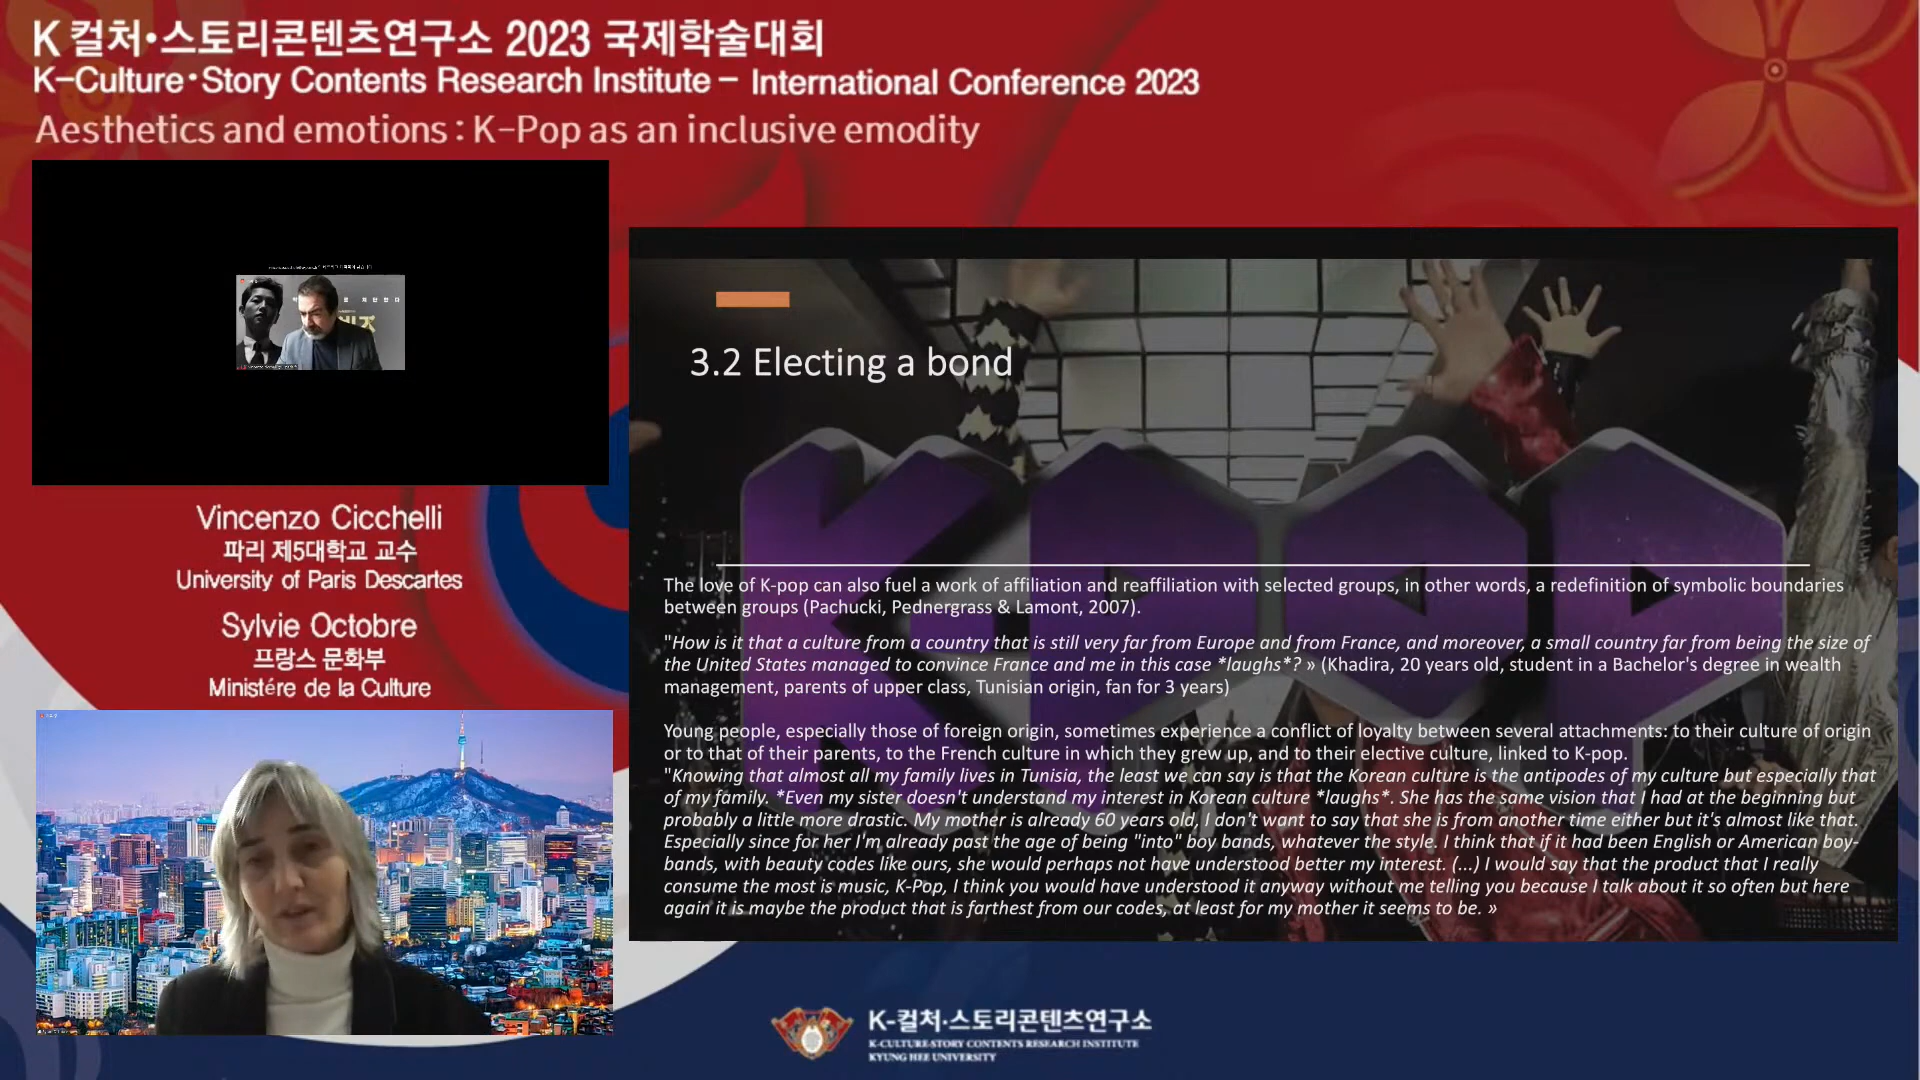 K 컬처•스토리콘텐츠연구소 2023 국제학술대회
K-Culture•Story Contents Research Institute - International Conference 2023
Aesthetics and emotions : K-Pop as an inclusive emodity
Vincenzo Cicchelli
파리 제5대학교 교수
University of Paris Descartes
Sylvie Octobre
프랑스 문화부
Ministére de la Culture
3.2 Electing a bond
K-POP
The love of K-pop can also fuel a work of affiliation and reaffiliation with selected groups, in other words, a redefinition of symbolic boundaries
between groups (Pachucki, Pednergrass & Lamont, 2007).
"How is it that a culture from a country that is still very far from Europe and from France, and moreover, a small country far from being the size of
the United States managed to convince France and me in this case *laughs*? » (Khadira, 20 years old, student in a Bachelor's degree in wealth
management, parents of upper class, Tunisian origin, fan for 3 years)
Young people, especially those of foreign origin, sometimes experience a conflict of loyalty between several attachments: to their culture of origin
or to that of their parents, to the French culture in which they grew up, and to their elective culture, linked to K-pop.
"Knowing that almost all my family lives in Tunisia, the least we can say is that the Korean culture is the antipodes of my culture but especially that
of my family. *Even my sister doesn't understand my interest in Korean culture *laughs*. She has the same vision that I had at the beginning but
probably a little more drastic. My mother is already 60 years old, I don't want to say that she is from another time either but it's almost like that.
Especially since for her I'm already past the age of being "into" boy bands, whatever the style. I think that if it had been English or American boy-
bands, with beauty codes like ours, she would perhaps not have understood better my interest. (...) I would say that the product that I really
consume the most is music, K-Pop, I think you would have understood it anyway without me telling you because I talk about it so often but here
again it is maybe the product that is farthest from our codes, at least for my mother it seems to be. »
K-컬처•스토리콘텐츠연구소
K-CULTURE•STORY CONTENTS RESEARCH INSTITUTE
KYUNG HEE UNIVERSITY